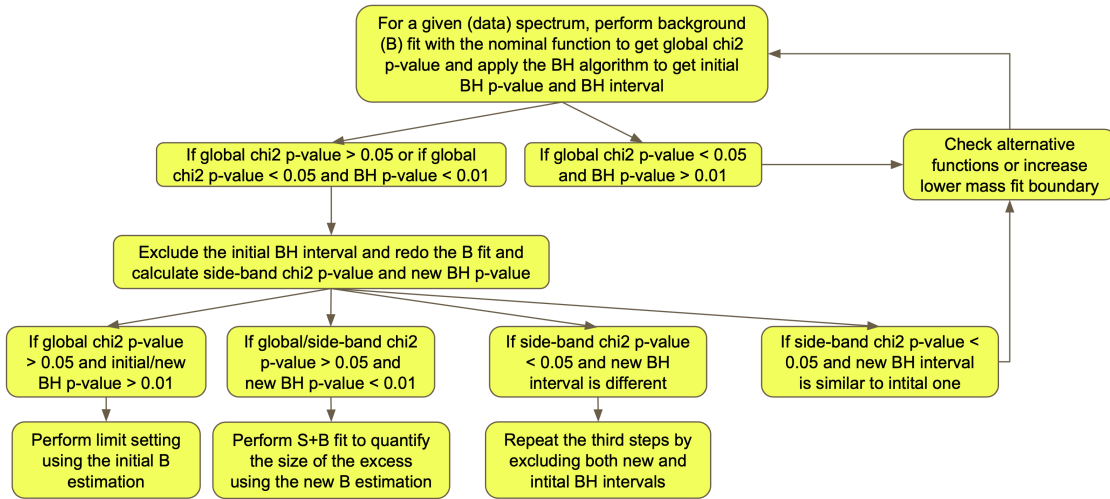 For a given (data) spectrum, perform background
(B) fit with the nominal function to get global chi2
p-value and apply the BH algorithm to get initial
BH p-value and BH interval
If global chi2 p-value > 0.05 or if global
chi2 p-value < 0.05 and BH p-value < 0.01
If global chi2 p-value < 0.05
and BH p-value > 0.01
Check alternative
functions or increase
lower mass fit boundary
Exclude the initial BH interval and redo the B fit and
calculate side-band chi2 p-value and new BH p-value
If global chi2 p-value
> 0.05 and initial/new
BH p-value > 0.01
If global/side-band chi2
p-value > 0.05 and
new BH p-value < 0.01
If side-band chi2 p-value
< 0.05 and new BH
interval is different
If side-band chi2 p-value <
0.05 and new BH interval
is similar to intital one
Perform limit setting
using the initial B
estimation
Perform S+B fit to quantify
the size of the excess
using the new B estimation
Repeat the third steps by
excluding both new and
intital BH intervals